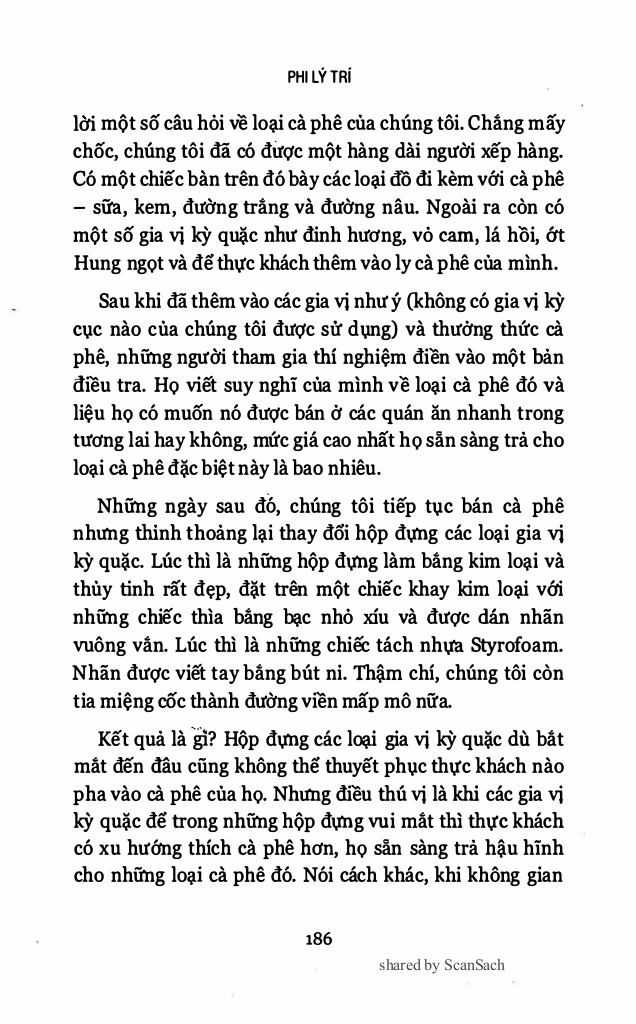 PHI LÝ TRÍ
lời một số câu hỏi về loại cà phê của chúng tôi. Chẳng mấy
chốc, chúng tôi đã có được một hàng dài người xếp hàng.
Có một chiếc bàn trên đó bày các loại đồ đi kèm với cà phê
– sữa, kem, đường trắng và đường nâu. Ngoài ra còn có
một số gia vị kỳ quặc như đinh hương, vỏ cam, lá hồi, ớt
Hung ngọt và để thực khách thêm vào ly cà phê của mình.
Sau khi đã thêm vào các gia vị như ý (không có gia vị kỳ
cục nào của chúng tôi được sử dụng) và thưởng thức cà
phê, những người tham gia thí nghiệm điền vào một bản
điều tra. Họ viết suy nghĩ của mình về loại cà phê đó và
liệu họ có muốn nó được bán ở các quán ăn nhanh trong
tương lai hay không, mức giá cao nhất họ sẵn sàng trả cho
loại cà phê đặc biệt này là bao nhiêu.
Những ngày sau đó, chúng tôi tiếp tục bán cà phê
nhưng thỉnh thoảng lại thay đổi hộp đựng các loại gia vị
kỳ quặc. Lúc thì là những hộp đựng làm bằng kim loại và
thủy tinh rất đẹp, đặt trên một chiếc khay kim loại với
những chiếc thìa bằng bạc nhỏ xíu và được dán nhãn
vuông vắn. Lúc thì là những chiếc tách nhựa Styrofoam.
Nhãn được viết tay bằng bút nỉ. Thậm chí, chúng tôi còn
tỉa miệng cốc thành đường viền mấp mô nữa.
Kết quả là gì? Hộp đựng các loại gia vị kỳ quặc dù bắt
mắt đến đâu cũng không thể thuyết phục thực khách nào
pha vào cà phê của họ. Nhưng điều thú vị là khi các gia vị
kỳ quặc để trong những hộp đựng vui mắt thì thực khách
có xu hướng thích cà phê hơn, họ sẵn sàng trả hậu hĩnh
cho những loại cà phê đó. Nói cách khác, khi không gian
186
shared by ScanSach